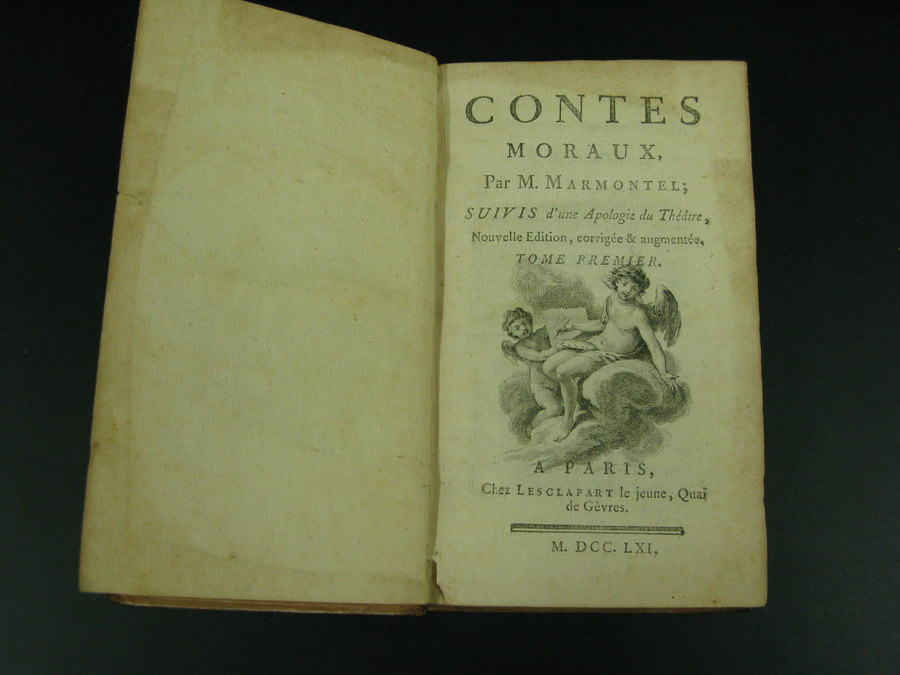 CONTES
MORAUX,
Par M. MARMONTEL;
SUIVIS d'une Apologie du Théâtre,
Nouvelle Edition, corrigée & augmentée.
TOME PREMIER.
A PARIS,
Chez LESCLAPART le jeune, Quai
de Gèvres.
M. DCC. LXI.